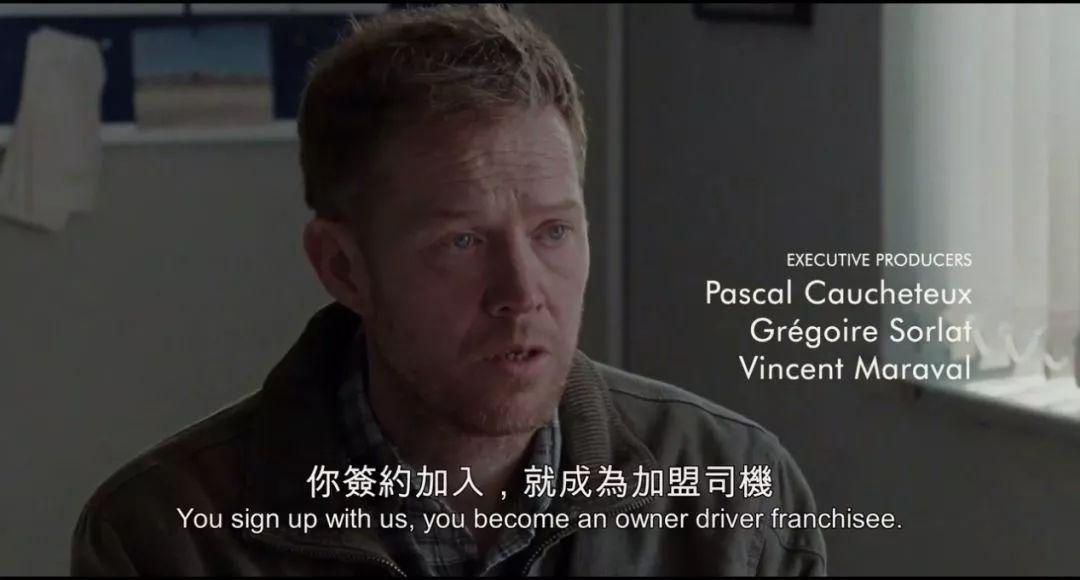 EXECUTIVE PRODUCERS
Pascal Caucheteux
Grégoire Sorlat
Vincent Maraval
你簽約加入，就成為加盟司機
You sign up with us, you become an owner driver franchisee.